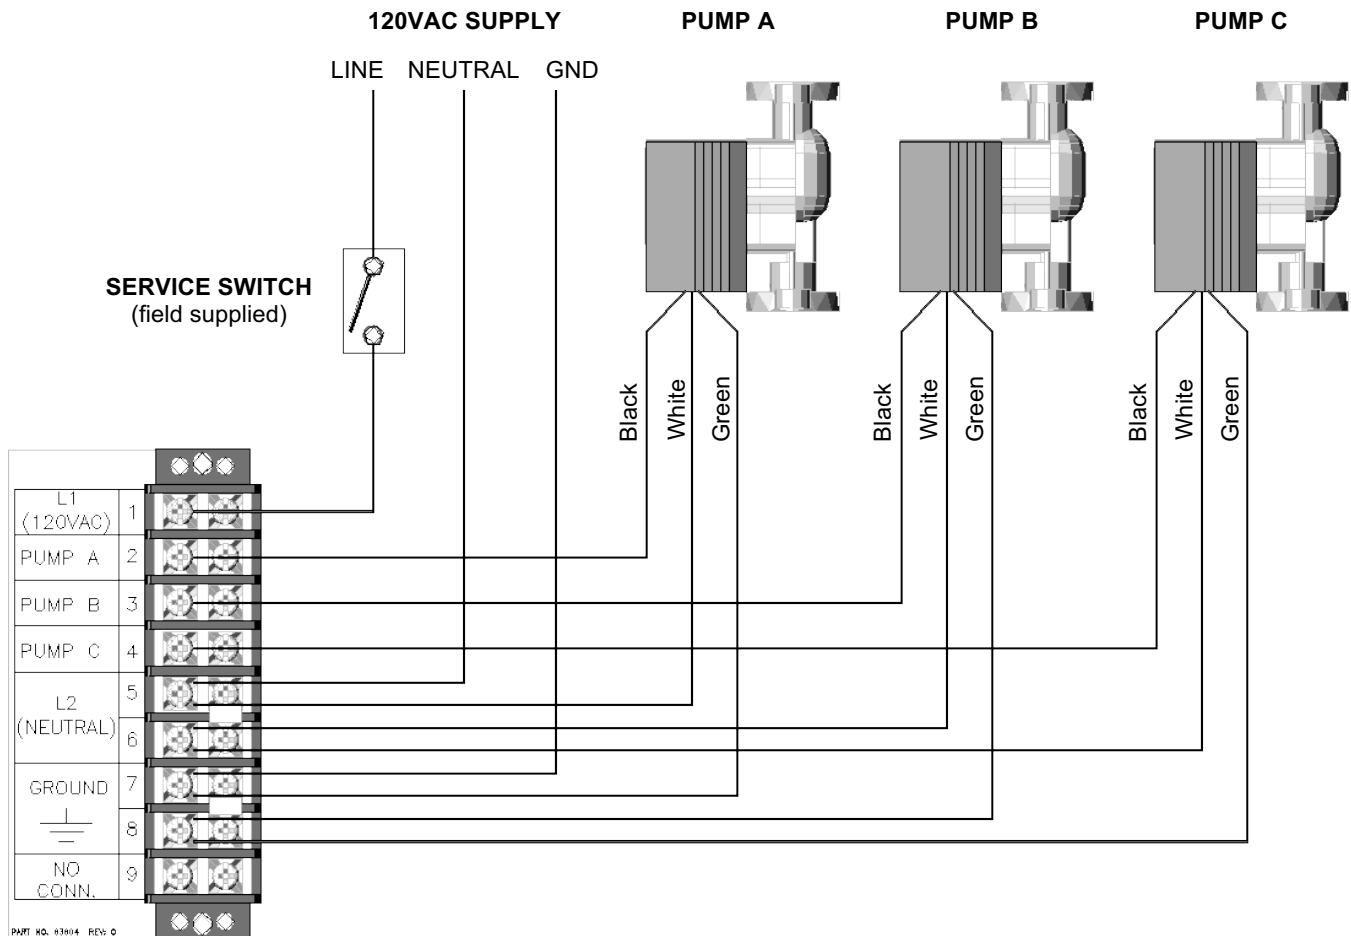 120VAC SUPPLY
PUMP A
PUMP B
PUMP C
LINE NEUTRAL GND
SERVICE SWITCH
(field supplied)
Black
White
Green
Black
White
Green
Black
White
Green
L1
(120VAC)
1
PUMP A 2
PUMP B 3
PUMP C 4
L2
(NEUTRAL)
5
6
GROUND
7
8
NO
CONN.
9
PART NO. 83804 REV: 0